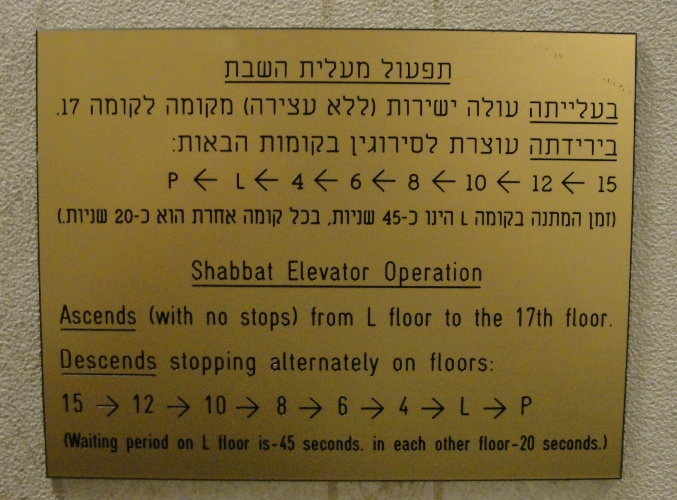 תפעול מעלית השבת
בעלייתה עולה ישירות (ללא עצירה) מקומה לקומה 17.
בירידתה עוצרת לסירוגין בקומות הבאות:
15 ← 12 ← 10 ← 8 ← 6 ← 4 ← L ← P
(זמן המתנה בקומה L הינו כ-45 שניות, בכל קומה אחרת הוא כ-20 שניות.)
Shabbat Elevator Operation
Ascends (with no stops) from L floor to the 17th floor.
Descends stopping alternately on floors:
15 → 12 → 10 → 8 → 6 → 4 → L → P
(Waiting period on L floor is-45 seconds. in each other floor-20 seconds.)